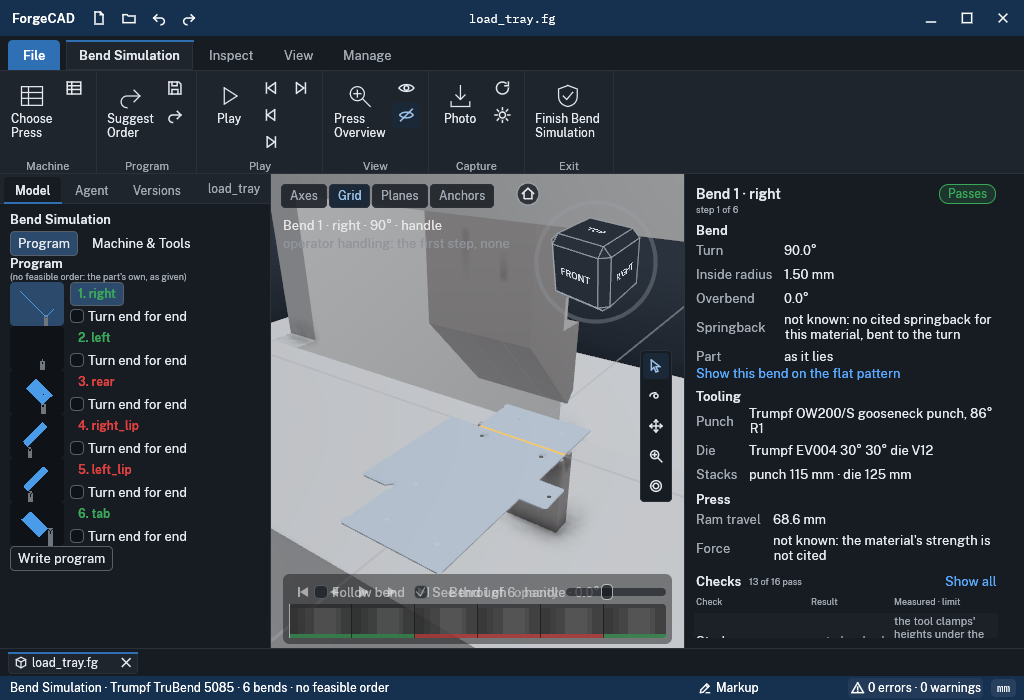 ForgeCAD
load_tray.fg
File
Bend Simulation
Inspect
View
Manage
Choose Press
Suggest Order
Play
Press Overview
Photo
Finish Bend Simulation
Machine
Program
Play
View
Capture
Exit
Model
Agent
Versions
load_tray
Bend Simulation
Program
Machine & Tools
Program
(no feasible order: the part's own, as given)
1. right
Turn end for end
2. left
Turn end for end
3. rear
Turn end for end
4. right_lip
Turn end for end
5. left_lip
Turn end for end
6. tab
Turn end for end
Write program
Axes
Grid
Planes
Anchors
Bend 1 · right · 90° · handle
operator handling: the first step, none
FRONT
RIGHT
Follow bend
See through
Bend 1 of 6 · handle
0.0°
Bend 1 · right
Passes
step 1 of 6
Bend
Turn 90.0°
Inside radius 1.50 mm
Overbend 0.0°
Springback not known: no cited springback for this material, bent to the turn
Part as it lies
Show this bend on the flat pattern
Tooling
Punch Trumpf OW200/S gooseneck punch, 86° R1
Die Trumpf EV004 30° 30° die V12
Stacks punch 115 mm · die 125 mm
Press
Ram travel 68.6 mm
Force not known: the material's strength is not cited
Checks 13 of 16 pass
Show all
Check Result Measured · limit
the tool clamps' heights under the
load_tray.fg
Bend Simulation · Trumpf TruBend 5085 · 6 bends · no feasible order
Markup
0 errors · 0 warnings
mm